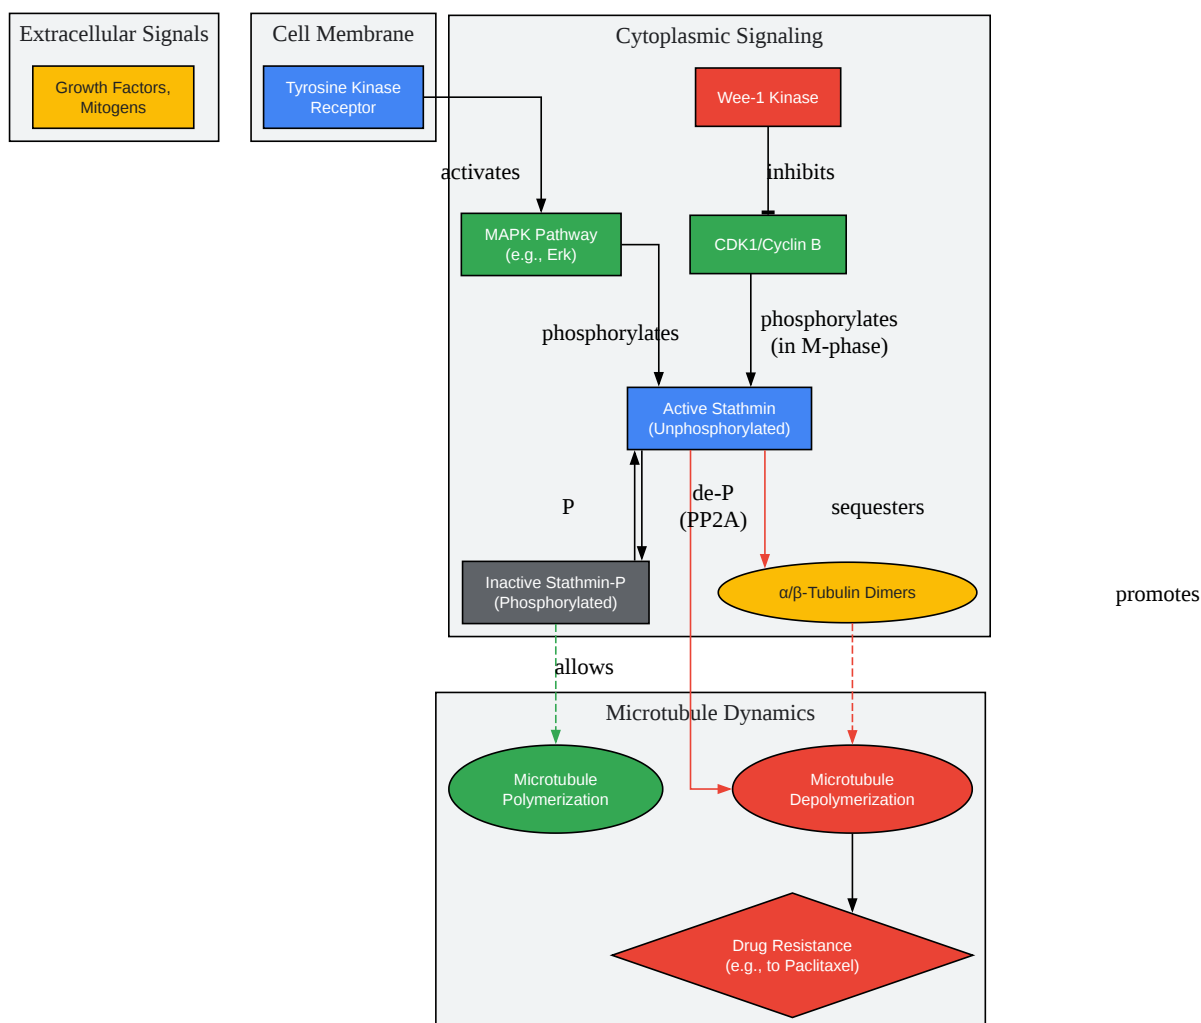 Extracellular Signals
Growth Factors,
Mitogens
Cell Membrane
Tyrosine Kinase
Receptor
Cytoplasmic Signaling
Wee-1 Kinase
activates
inhibits
MAPK Pathway
(e.g., Erk)
CDK1/Cyclin B
phosphorylates
phosphorylates
(in M-phase)
Active Stathmin
(Unphosphorylated)
P
de-P
(PP2A)
sequesters
Inactive Stathmin-P
(Phosphorylated)
α/β-Tubulin Dimers
promotes
allows
Microtubule Dynamics
Microtubule
Polymerization
Microtubule
Depolymerization
Drug Resistance
(e.g., to Paclitaxel)